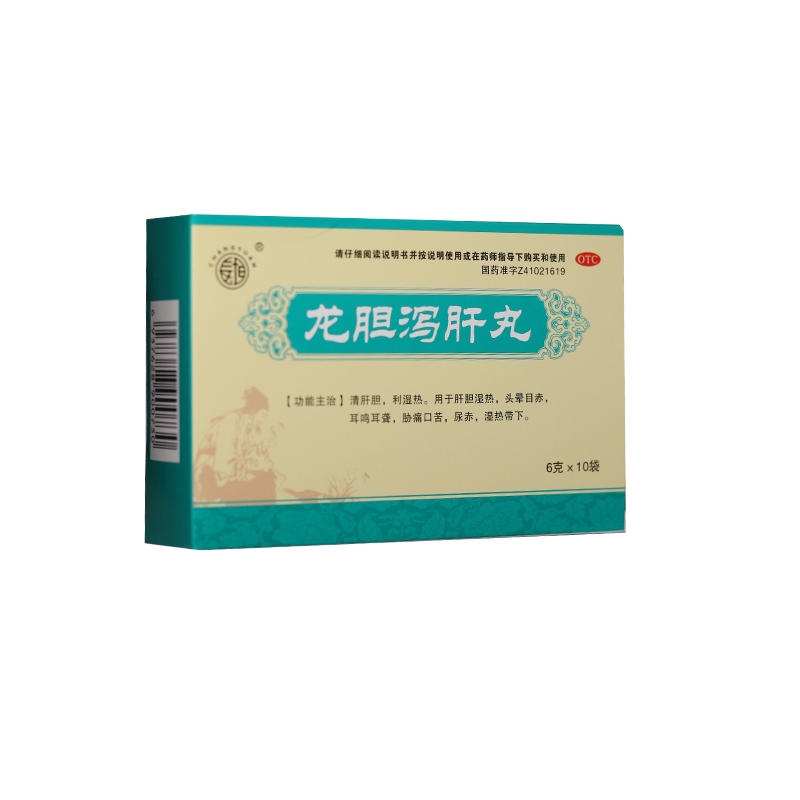 CHANGYUAN
®
请仔细阅读说明书并按说明使用或在药师指导下购买和使用
OTC
国药准字Z41021619
龙胆泻肝丸
【功能主治】清肝胆，利湿热。用于肝胆湿热，头晕目赤，
耳鸣耳聋，胁痛口苦，尿赤，湿热带下。
6克×10袋